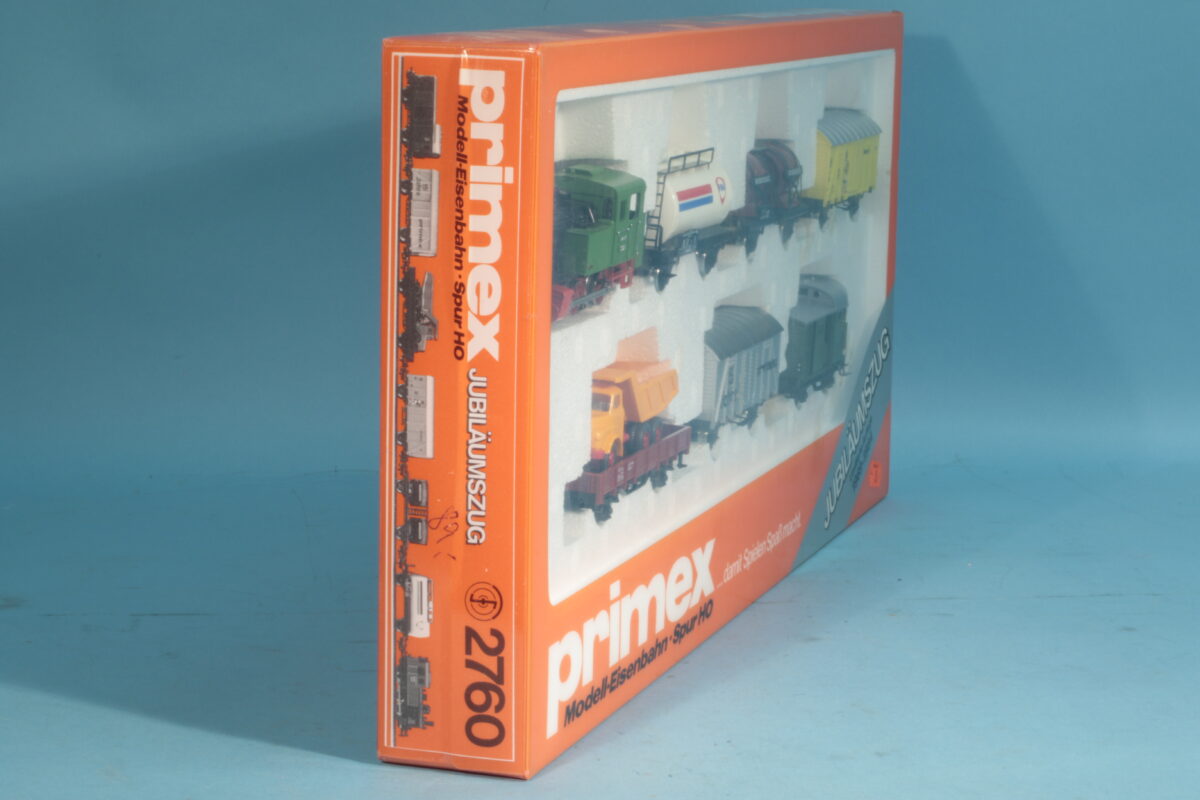 primex JUBILÄUMSZUG 2760
Modell-Eisenbahn · Spur HO
JUBILÄUMSZUG
primex ...damit Spielen Spaß macht.
Modell-Eisenbahn · Spur HO